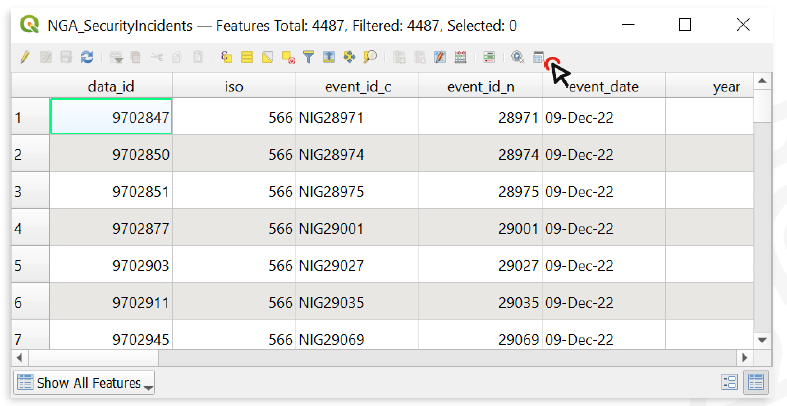 NGA_SecurityIncidents — Features Total: 4487, Filtered: 4487, Selected: 0
data_id iso event_id_c event_id_n event_date year
1 9702847 566 NIG28971 28971 09-Dec-22
2 9702850 566 NIG28974 28974 09-Dec-22
3 9702851 566 NIG28975 28975 09-Dec-22
4 9702877 566 NIG29001 29001 09-Dec-22
5 9702903 566 NIG29027 29027 09-Dec-22
6 9702911 566 NIG29035 29035 09-Dec-22
7 9702945 566 NIG29069 29069 09-Dec-22
Show All Features